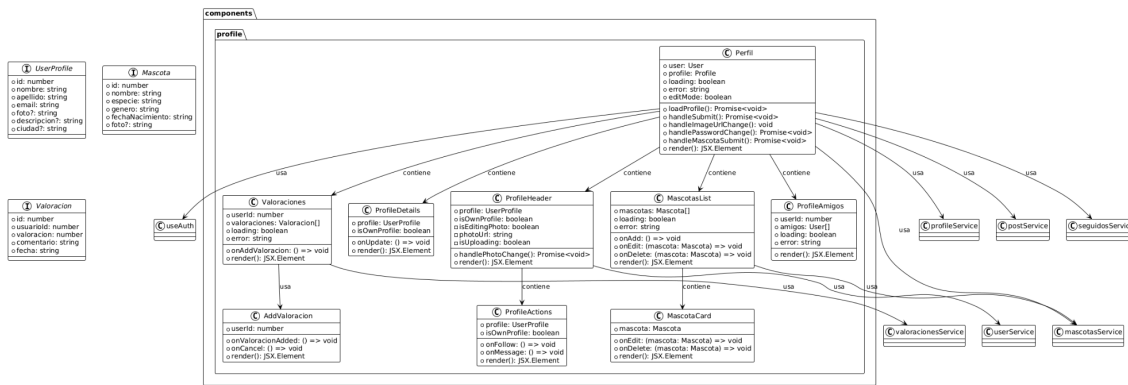 components
profile
C Perfil
user: User
profile: Profile
loading: boolean
error: string
editMode: boolean
loadProfile(): Promise<void>
handleSubmit(): Promise<void>
handleImageUrlChange(): void
handlePasswordChange(): Promise<void>
handleMascotaSubmit(): Promise<void>
render(): JSX.Element
I UserProfile
id: number
nombre: string
apellido: string
email: string
foto?: string
descripcion?: string
ciudad?: string
I Mascota
id: number
nombre: string
especie: string
genero: string
fechaNacimiento: string
foto?: string
usa
contiene
contiene
contiene
contiene
contiene
usa
usa
usa
usa
I Valoracion
id: number
usuarioId: number
valoracion: number
comentario: string
fecha: string
C useAuth
C Valoraciones
userId: number
valoraciones: Valoracion[]
loading: boolean
error: string
onAddValoracion: () => void
render(): JSX.Element
C ProfileDetails
profile: UserProfile
isOwnProfile: boolean
onUpdate: () => void
render(): JSX.Element
C ProfileHeader
profile: UserProfile
isOwnProfile: boolean
isEditingPhoto: boolean
photoUrl: string
isUploading: boolean
handlePhotoChange(): Promise<void>
render(): JSX.Element
C MascotasList
mascotas: Mascota[]
loading: boolean
error: string
onAdd: () => void
onEdit: (mascota: Mascota) => void
onDelete: (mascota: Mascota) => void
render(): JSX.Element
C ProfileAmigos
userId: number
amigos: User[]
loading: boolean
error: string
render(): JSX.Element
C profileService
C postService
C seguidosService
usa
contiene
contiene
usa
usa
usa
C AddValoracion
userId: number
onValoracionAdded: () => void
onCancel: () => void
render(): JSX.Element
C ProfileActions
profile: UserProfile
isOwnProfile: boolean
onFollow: () => void
onMessage: () => void
render(): JSX.Element
C MascotaCard
mascota: Mascota
onEdit: (mascota: Mascota) => void
onDelete: (mascota: Mascota) => void
render(): JSX.Element
C valoracionesService
C userService
C mascotasService